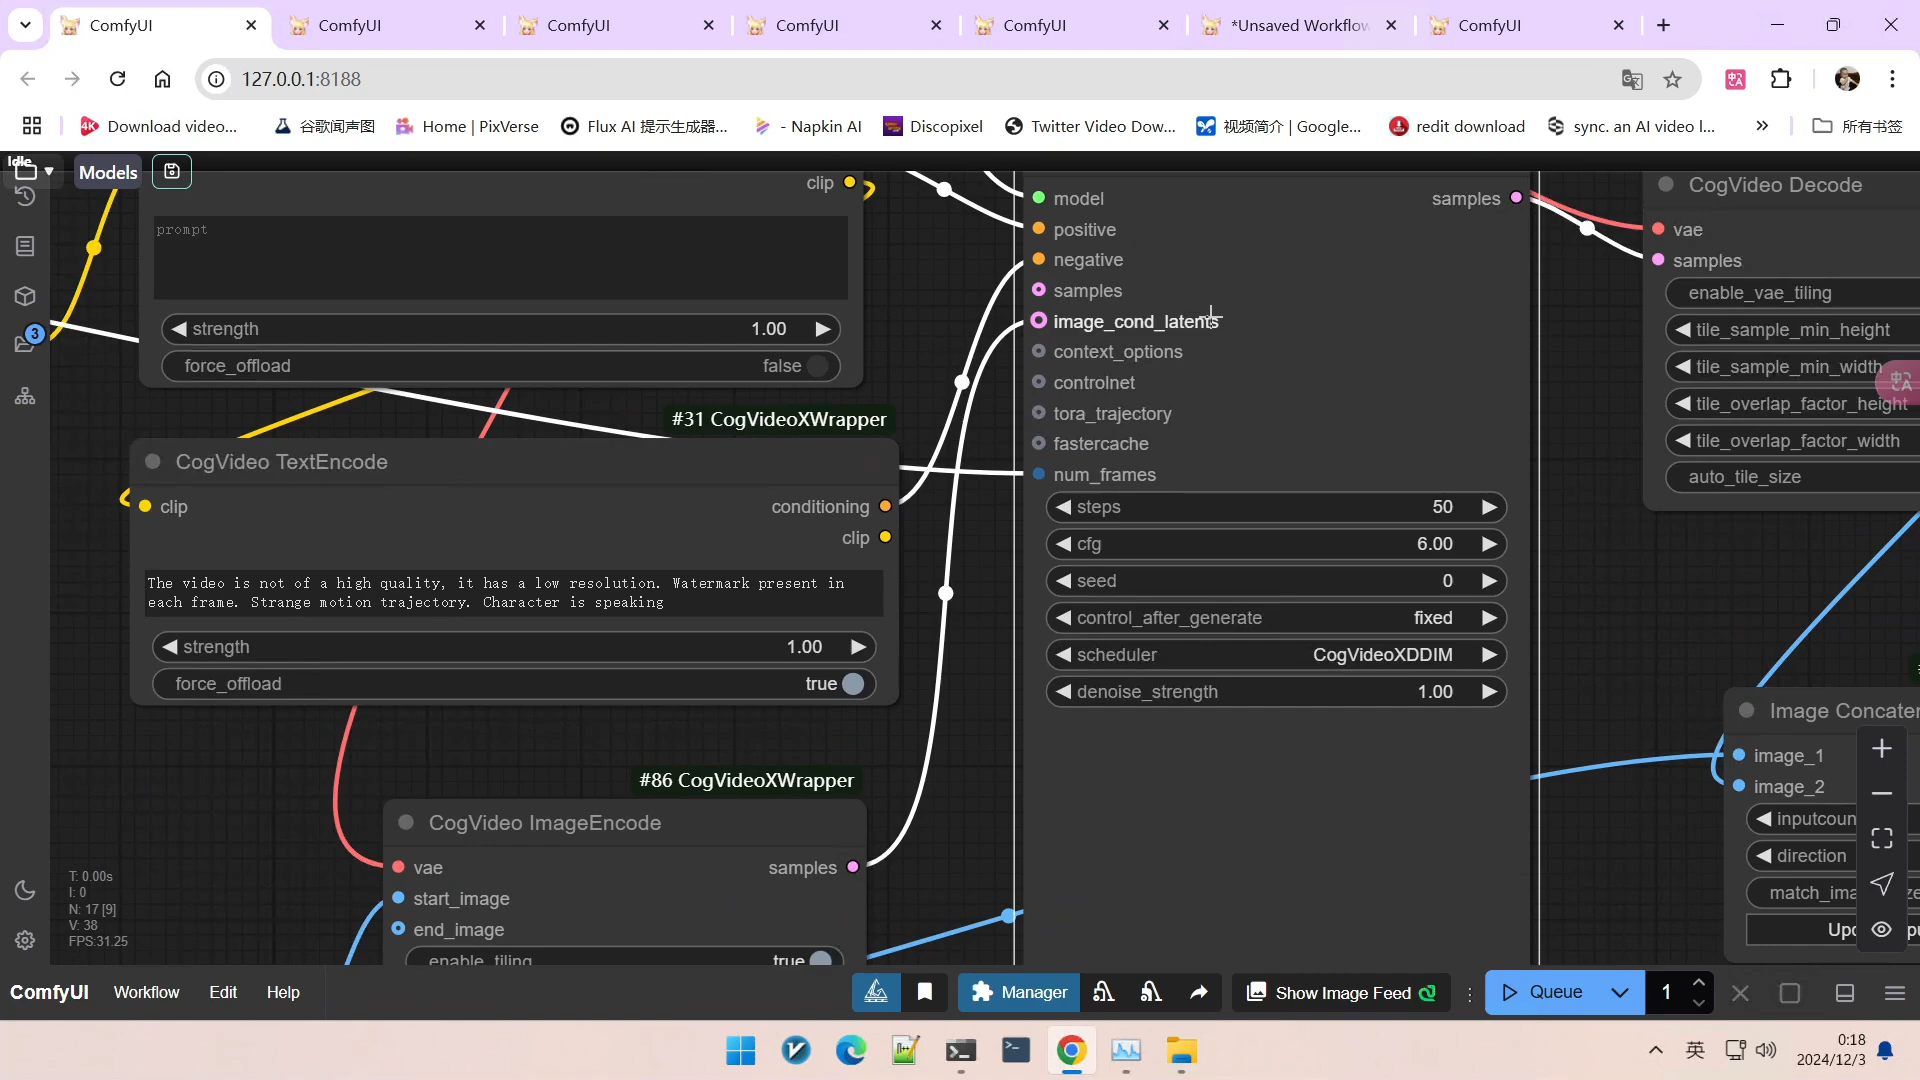 ComfyUI
ComfyUI
ComfyUI
ComfyUI
ComfyUI
*Unsaved Workflow
ComfyUI
127.0.0.1:8188
Download video...
谷歌闻声图
Home | PixVerse
Flux AI 提示生成器...
- Napkin AI
Discopixel
Twitter Video Dow...
视频简介 | Google...
redit download
sync. an AI video l...
所有书签
Idle
Models
3
clip
prompt
strength 1.00
force_offload false
#31 CogVideoXWrapper
CogVideo TextEncode
clip
conditioning
clip
The video is not of a high quality, it has a low resolution. Watermark present in
each frame. Strange motion trajectory. Character is speaking
strength 1.00
force_offload true
#86 CogVideoXWrapper
CogVideo ImageEncode
vae
samples
start_image
end_image
enable_tiling true
model
samples
positive
negative
samples
image_cond_latents
context_options
controlnet
tora_trajectory
fastercache
num_frames
steps 50
cfg 6.00
seed 0
control_after_generate fixed
scheduler CogVideoXDDIM
denoise_strength 1.00
CogVideo Decode
vae
samples
enable_vae_tiling
tile_sample_min_height
tile_sample_min_width
tile_overlap_factor_height
tile_overlap_factor_width
auto_tile_size
Image Concaten
image_1
image_2
inputcoun
direction
match_ima
T: 0.00s
I: 0
N: 17 [9]
V: 38
FPS:31.25
ComfyUI
Workflow
Edit
Help
Manager
Show Image Feed
Queue
1
英
0:18
2024/12/3